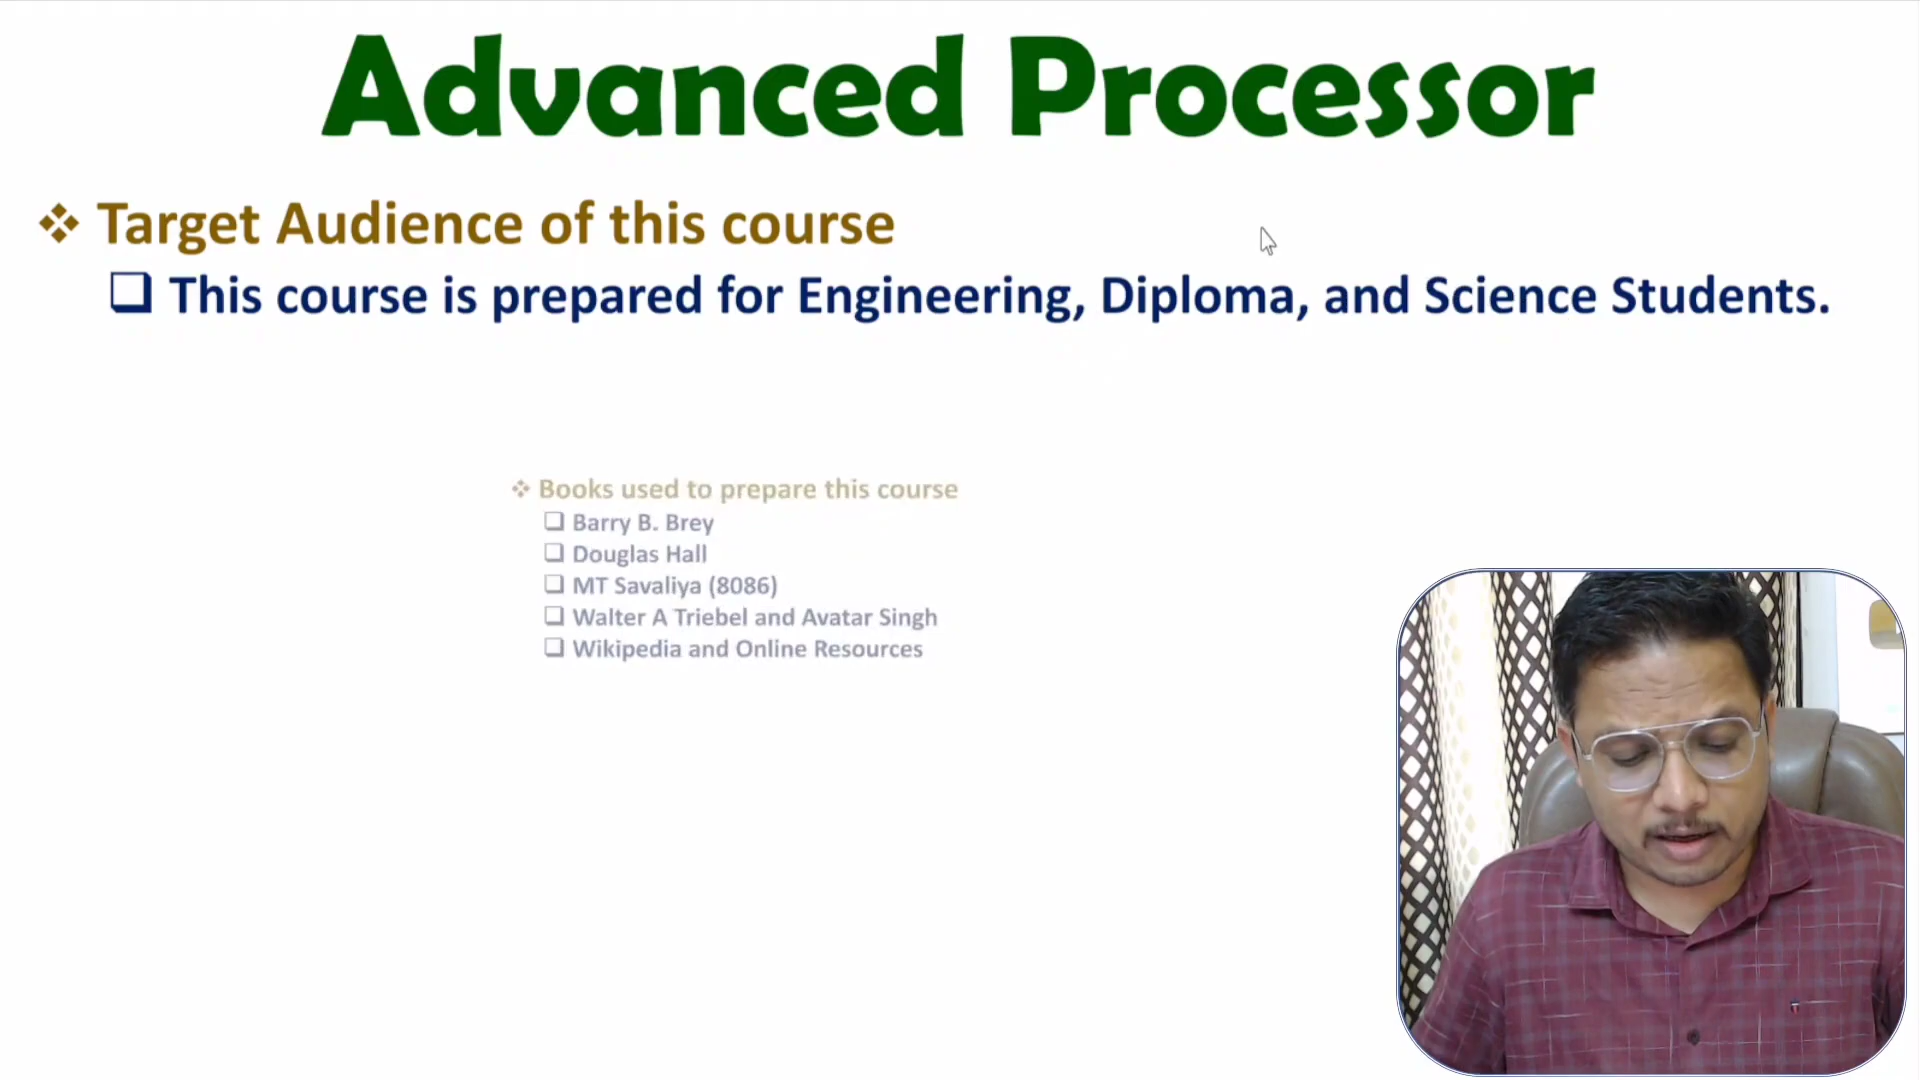 Advanced Processor
Target Audience of this course
This course is prepared for Engineering, Diploma, and Science Students.
Books used to prepare this course
Barry B. Brey
Douglas Hall
MT Savaliya (8086)
Walter A Triebel and Avatar Singh
Wikipedia and Online Resources